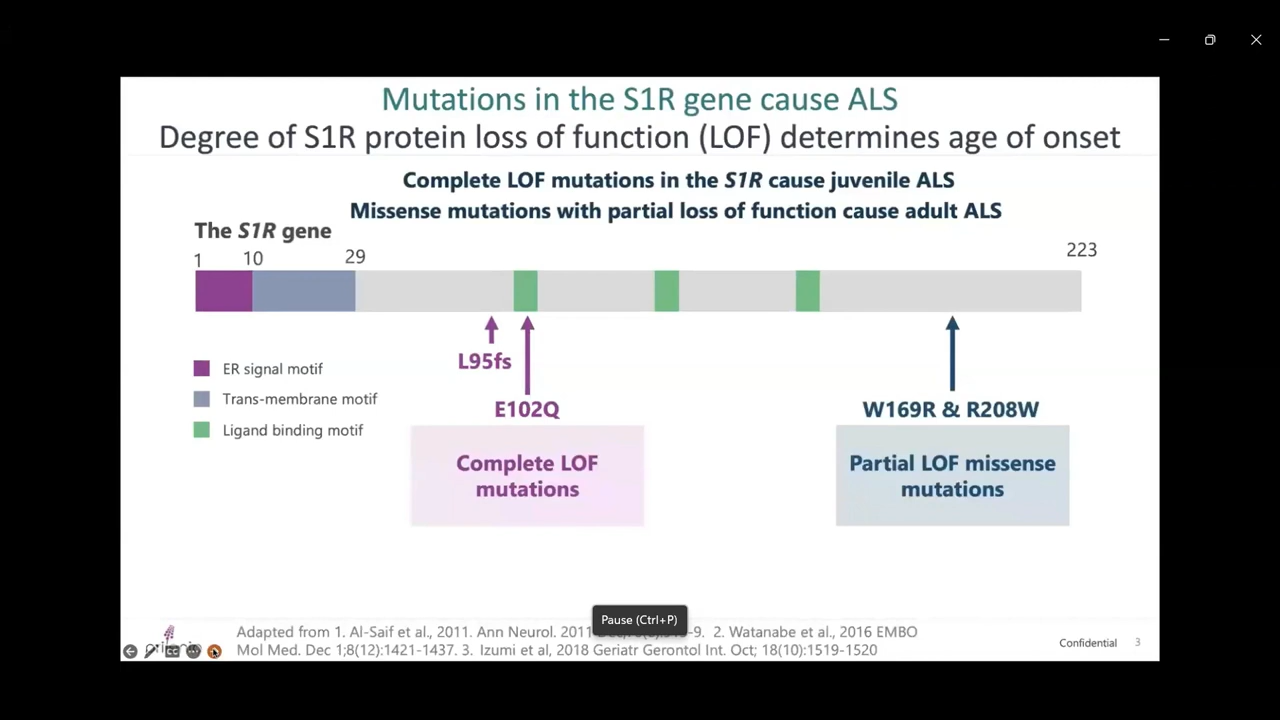 Mutations in the S1R gene cause ALS
Degree of S1R protein loss of function (LOF) determines age of onset
Complete LOF mutations in the S1R cause juvenile ALS
Missense mutations with partial loss of function cause adult ALS
The S1R gene
1 10 29 223
L95fs
E102Q
W169R & R208W
ER signal motif
Trans-membrane motif
Ligand binding motif
Complete LOF
mutations
Partial LOF missense
mutations
Pause (Ctrl+P)
Adapted from 1. Al-Saif et al., 2011. Ann Neurol. 2011 -9. 2. Watanabe et al., 2016 EMBO
Mol Med. Dec 1;8(12):1421-1437. 3. Izumi et al, 2018 Geriatr Gerontol Int. Oct; 18(10):1519-1520
Confidential 3